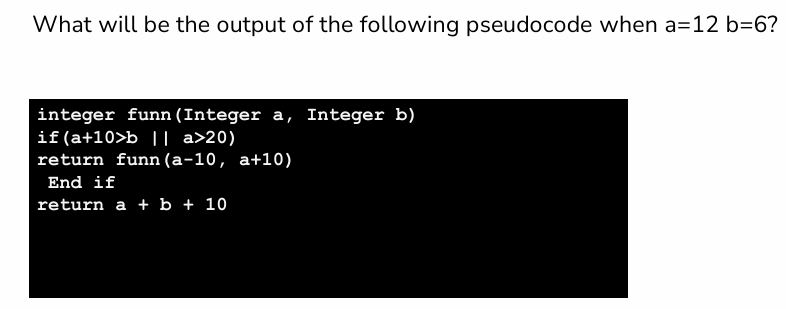 What will be the output of the following pseudocode when a=12 b=6?
integer funn(Integer a, Integer b)
if(a+10>b || a>20)
return funn(a-10, a+10)
End if
return a + b + 10